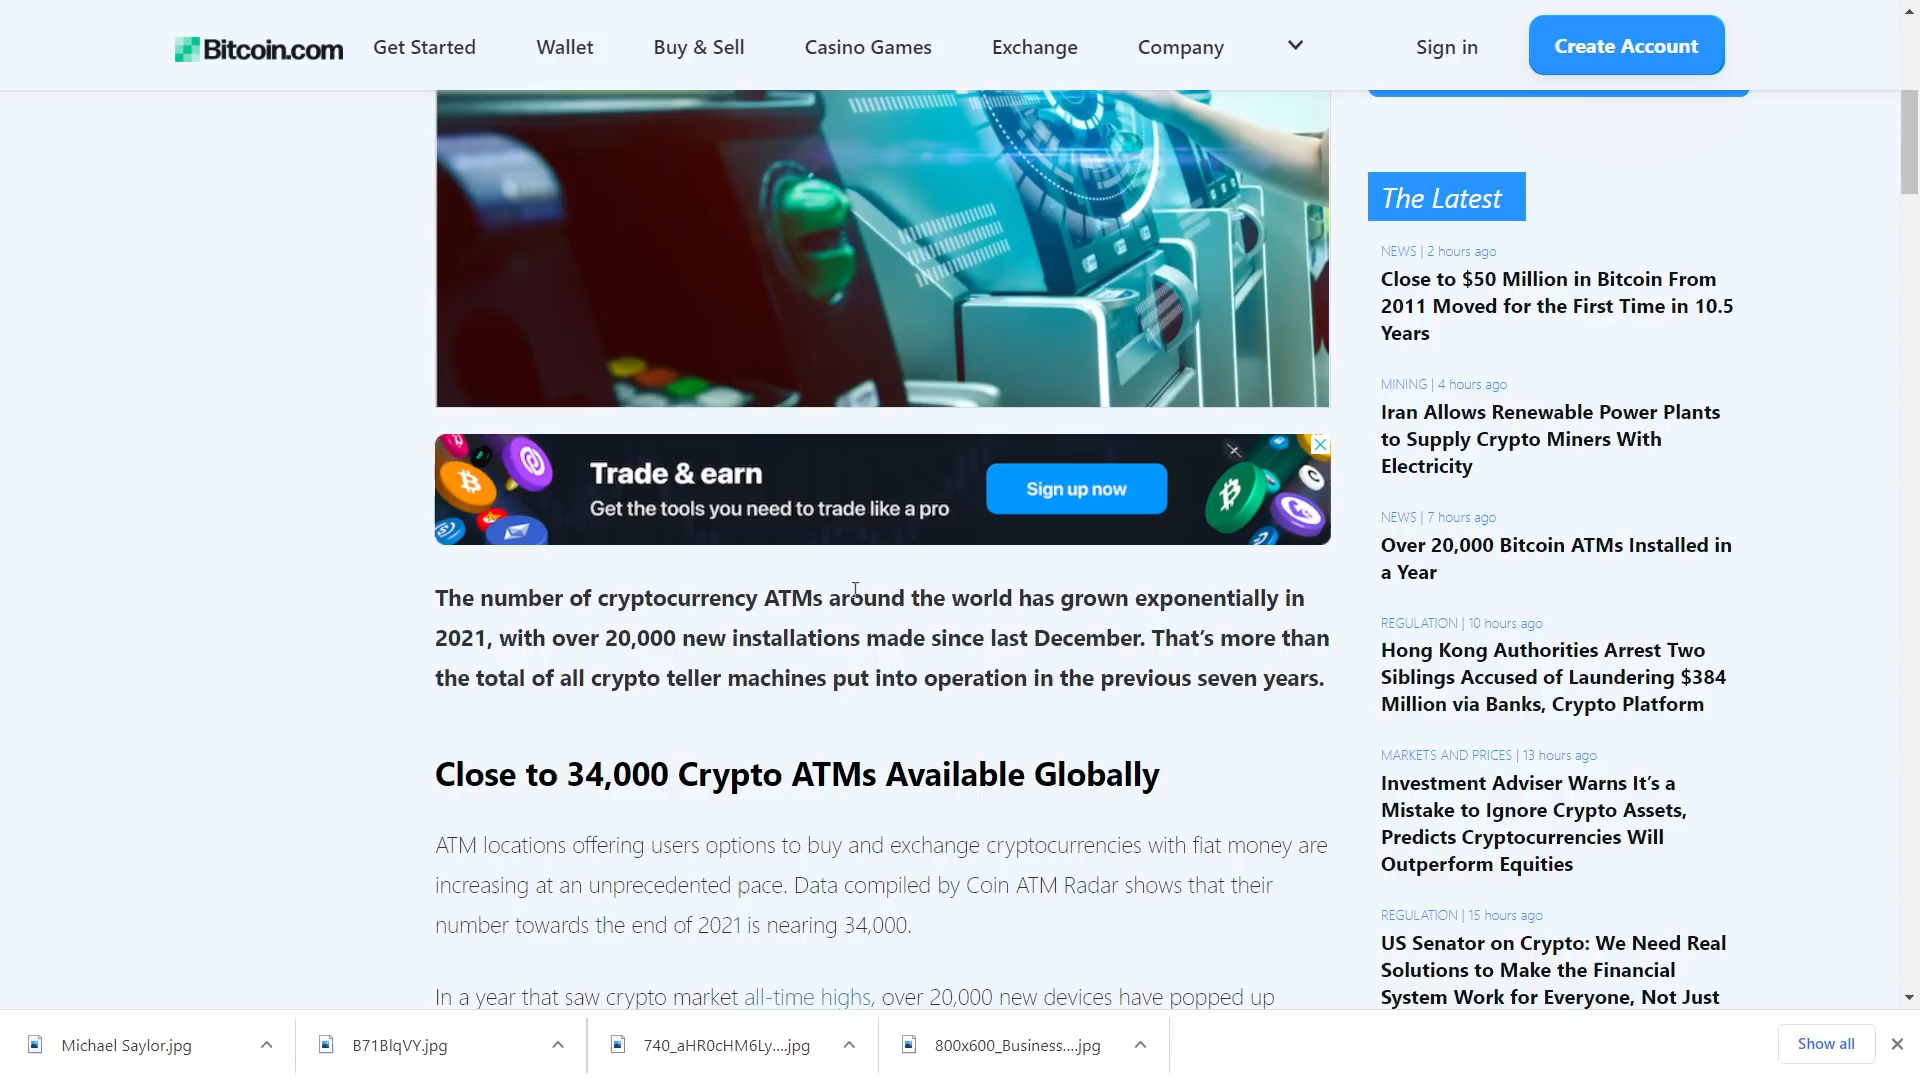 Bitcoin.com
Get Started
Wallet
Buy & Sell
Casino Games
Exchange
Company
Sign in
Create Account
Trade & earn
Get the tools you need to trade like a pro
Sign up now
The number of cryptocurrency ATMs around the world has grown exponentially in
2021, with over 20,000 new installations made since last December. That's more than
the total of all crypto teller machines put into operation in the previous seven years.
Close to 34,000 Crypto ATMs Available Globally
ATM locations offering users options to buy and exchange cryptocurrencies with fiat money are
increasing at an unprecedented pace. Data compiled by Coin ATM Radar shows that their
number towards the end of 2021 is nearing 34,000.
In a year that saw crypto market all-time highs, over 20,000 new devices have popped up
The Latest
NEWS | 2 hours ago
Close to $50 Million in Bitcoin From
2011 Moved for the First Time in 10.5
Years
MINING | 4 hours ago
Iran Allows Renewable Power Plants
to Supply Crypto Miners With
Electricity
NEWS | 7 hours ago
Over 20,000 Bitcoin ATMs Installed in
a Year
REGULATION | 10 hours ago
Hong Kong Authorities Arrest Two
Siblings Accused of Laundering $384
Million via Banks, Crypto Platform
MARKETS AND PRICES | 13 hours ago
Investment Adviser Warns It's a
Mistake to Ignore Crypto Assets,
Predicts Cryptocurrencies Will
Outperform Equities
REGULATION | 15 hours ago
US Senator on Crypto: We Need Real
Solutions to Make the Financial
System Work for Everyone, Not Just
Michael Saylor.jpg
B71BlqVY.jpg
740_aHR0cHM6Ly....jpg
800x600_Business....jpg
Show all